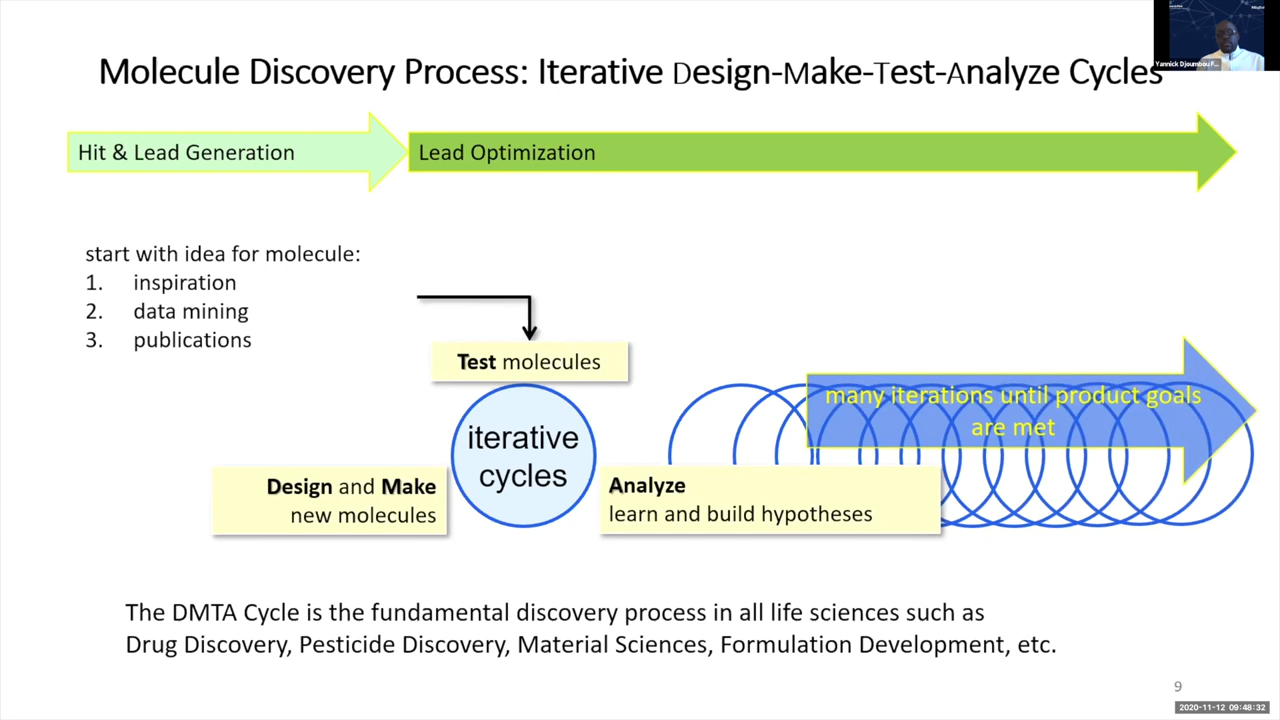 Molecule Discovery Process: Iterative Design-Make-Test-Analyze Cycles
Yannick Djoumbou F...
Hit & Lead Generation
Lead Optimization
start with idea for molecule:
1. inspiration
2. data mining
3. publications
Test molecules
iterative
cycles
Design and Make
new molecules
Analyze
learn and build hypotheses
many iterations until product goals
are met
The DMTA Cycle is the fundamental discovery process in all life sciences such as
Drug Discovery, Pesticide Discovery, Material Sciences, Formulation Development, etc.
9
2020-11-12 09:48:32